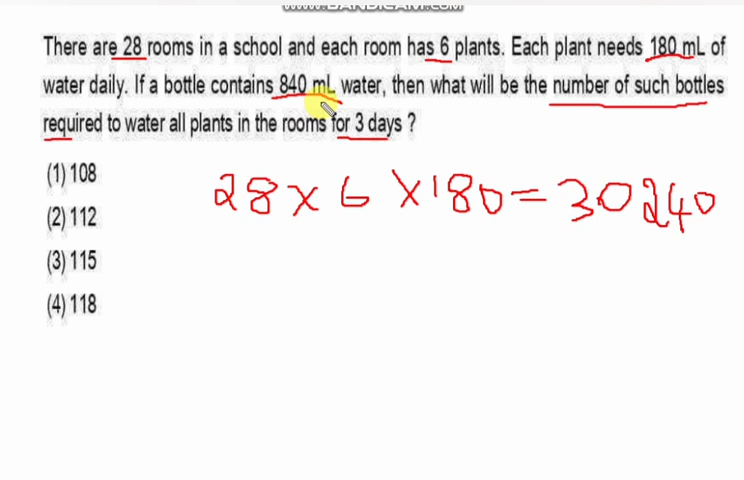 www.BANDICAM.com
There are 28 rooms in a school and each room has 6 plants. Each plant needs 180 mL of
water daily. If a bottle contains 840 mL water, then what will be the number of such bottles
required to water all plants in the rooms for 3 days ?
(1) 108
28 × 6 × 180 = 30240
(2) 112
(3) 115
(4) 118